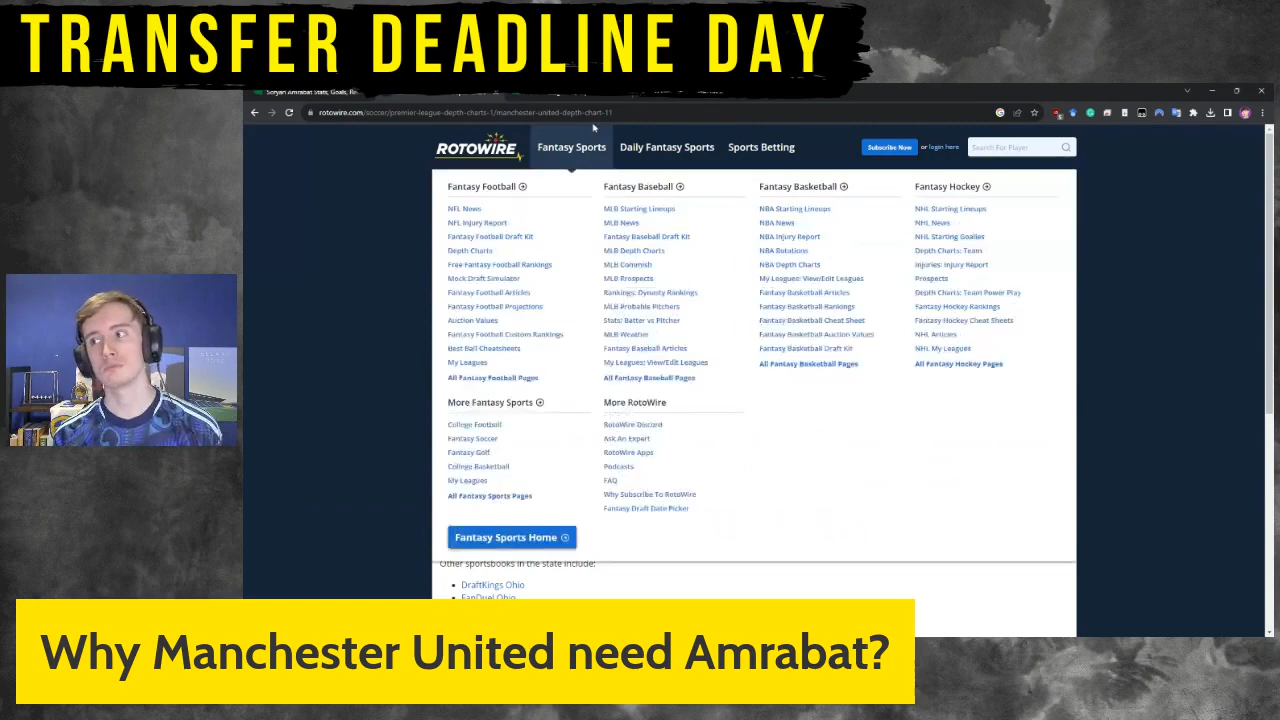 TRANSFER DEADLINE DAY
rotowire.com/soccer/premier-league-depth-charts-1/manchester-united-depth-chart-11
ROTOWIRE
Fantasy Sports
Daily Fantasy Sports
Sports Betting
Subscribe Now
or login here
Search For Player
Fantasy Football
NFL News
NFL Injury Report
Fantasy Football Draft Kit
Depth Charts
Free Fantasy Football Rankings
Mock Draft Simulator
Fantasy Football Articles
Fantasy Football Projections
Auction Values
Fantasy Football Custom Rankings
Best Ball Cheatsheets
My Leagues
All Fantasy Football Pages
Fantasy Baseball
MLB Starting Lineups
MLB News
Fantasy Baseball Draft Kit
MLB Depth Charts
MLB Commish
MLB Prospects
Rankings: Dynasty Rankings
MLB Probable Pitchers
Stats: Batter vs Pitcher
MLB Weather
Fantasy Baseball Articles
My Leagues: View/Edit Leagues
All Fantasy Baseball Pages
Fantasy Basketball
NBA Starting Lineups
NBA News
NBA Injury Report
NBA Rotations
NBA Depth Charts
My Leagues: View/Edit Leagues
Fantasy Basketball Articles
Fantasy Basketball Rankings
Fantasy Basketball Cheat Sheet
Fantasy Basketball Auction Values
Fantasy Basketball Draft Kit
All Fantasy Basketball Pages
Fantasy Hockey
NHL Starting Lineups
NHL News
NHL Starting Goalies
Depth Charts: Team
Injuries: Injury Report
Prospects
Depth Charts: Team Power Play
Fantasy Hockey Rankings
Fantasy Hockey Cheat Sheets
NHL Articles
NHL My Leagues
All Fantasy Hockey Pages
More Fantasy Sports
College Football
Fantasy Soccer
Fantasy Golf
College Basketball
My Leagues
All Fantasy Sports Pages
More RotoWire
RotoWire Discord
Ask An Expert
RotoWire Apps
Podcasts
FAQ
Why Subscribe To RotoWire
Fantasy Draft Date Picker
Fantasy Sports Home
Other sportsbooks in the state include:
DraftKings Ohio
FanDuel Ohio
Why Manchester United need Amrabat?